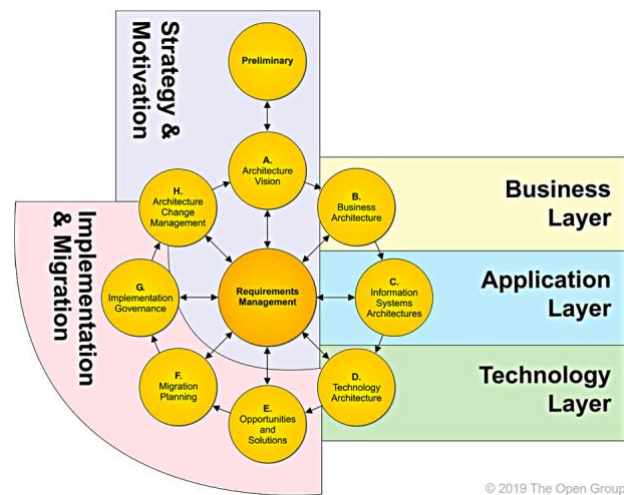 Strategy &
Motivation
Preliminary
A.
Architecture
Vision
H.
Architecture
Change
Management
B.
Business
Architecture
Business
Layer
Implementation
& Migration
G.
Implementation
Governance
Requirements
Management
C.
Information
Systems
Architectures
Application
Layer
F.
Migration
Planning
D.
Technology
Architecture
Technology
Layer
E.
Opportunities
and
Solutions
© 2019 The Open Group